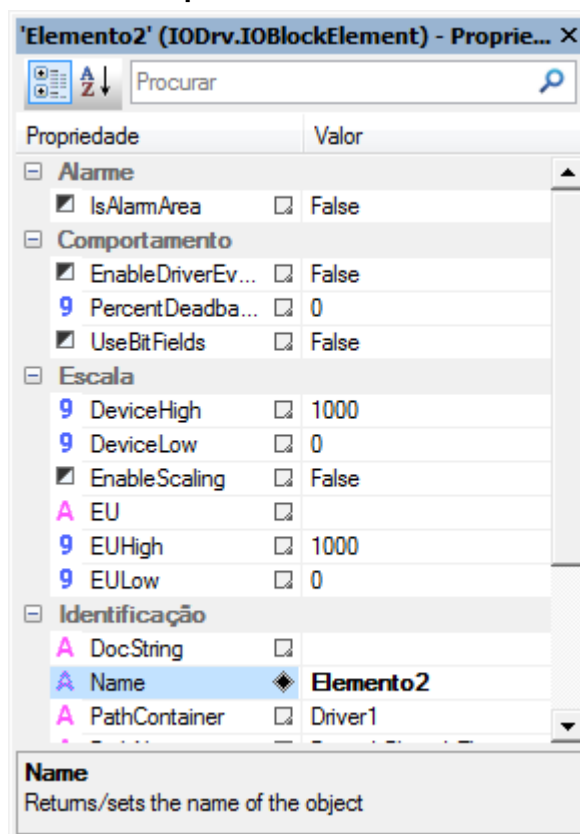 'Elemento2' (IODrv.IOBlockElement) - Proprie... ×
Procurar
Propriedade Valor
Alarme
IsAlarmArea False
Comportamento
EnableDriverEv... False
PercentDeadba... 0
UseBitFields False
Escala
DeviceHigh 1000
DeviceLow 0
EnableScaling False
EU
EUHigh 1000
EULow 0
Identificação
DocString
Name Elemento2
PathContainer Driver1
Name
Returns/sets the name of the object